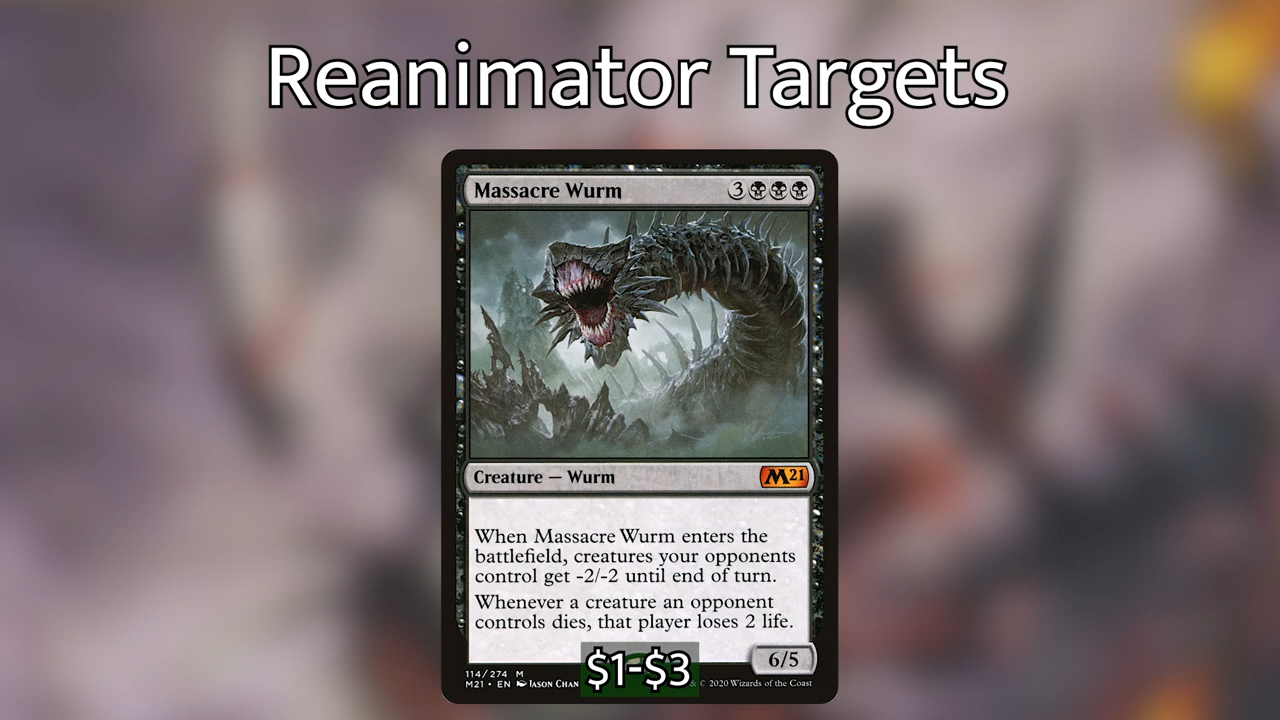 Reanimator Targets
Massacre Wurm 3
Creature — Wurm M21
When Massacre Wurm enters the
battlefield, creatures your opponents
control get -2/-2 until end of turn.
Whenever a creature an opponent
controls dies, that player loses 2 life.
6/5
$1-$3
114/274 M
M21 • EN JASON CHAN & © 2020 Wizards of the Coast